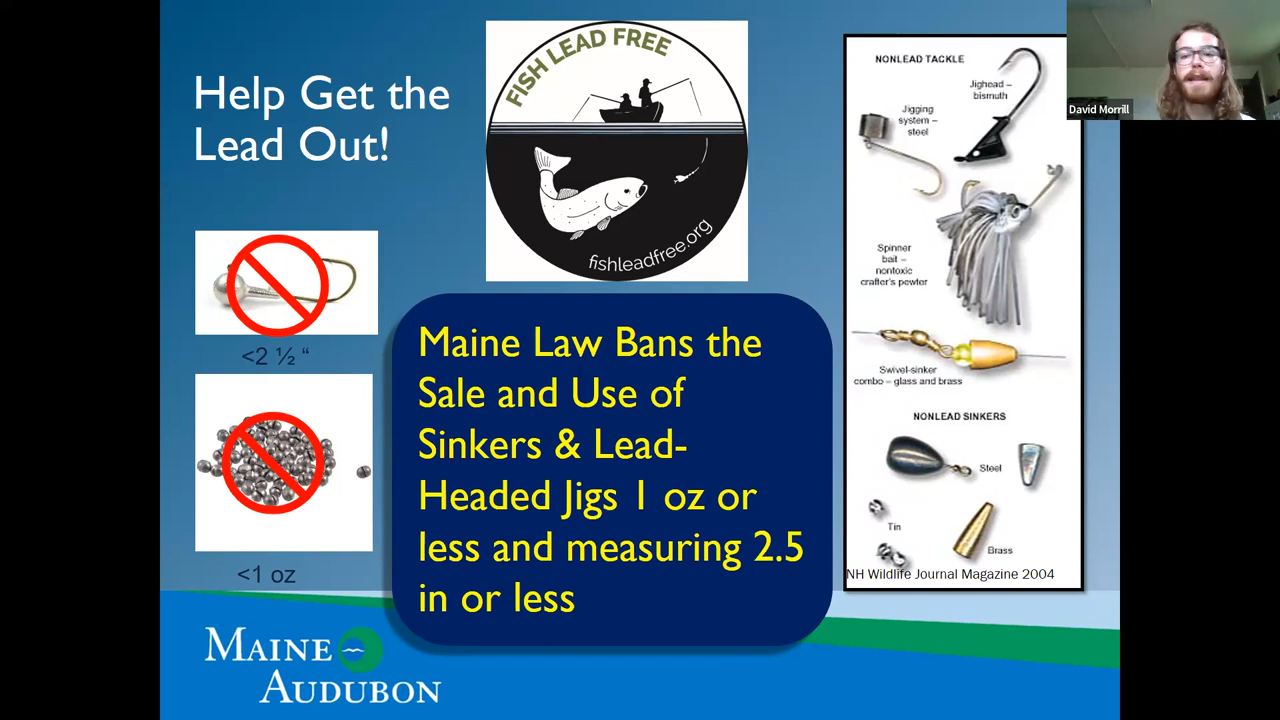 Help Get the
Lead Out!
FISH LEAD FREE
fishleadfree.org
<2 ½ “
<1 oz
Maine Law Bans the
Sale and Use of
Sinkers & Lead-
Headed Jigs 1 oz or
less and measuring 2.5
in or less
NONLEAD TACKLE
Jighead –
bismuth
Jigging
system –
steel
Spinner
bait –
nontoxic
crafter's pewter
Swivel-sinker
combo – glass and brass
NONLEAD SINKERS
Steel
Tin
Brass
NH Wildlife Journal Magazine 2004
MAINE
AUDUBON
David Morrill